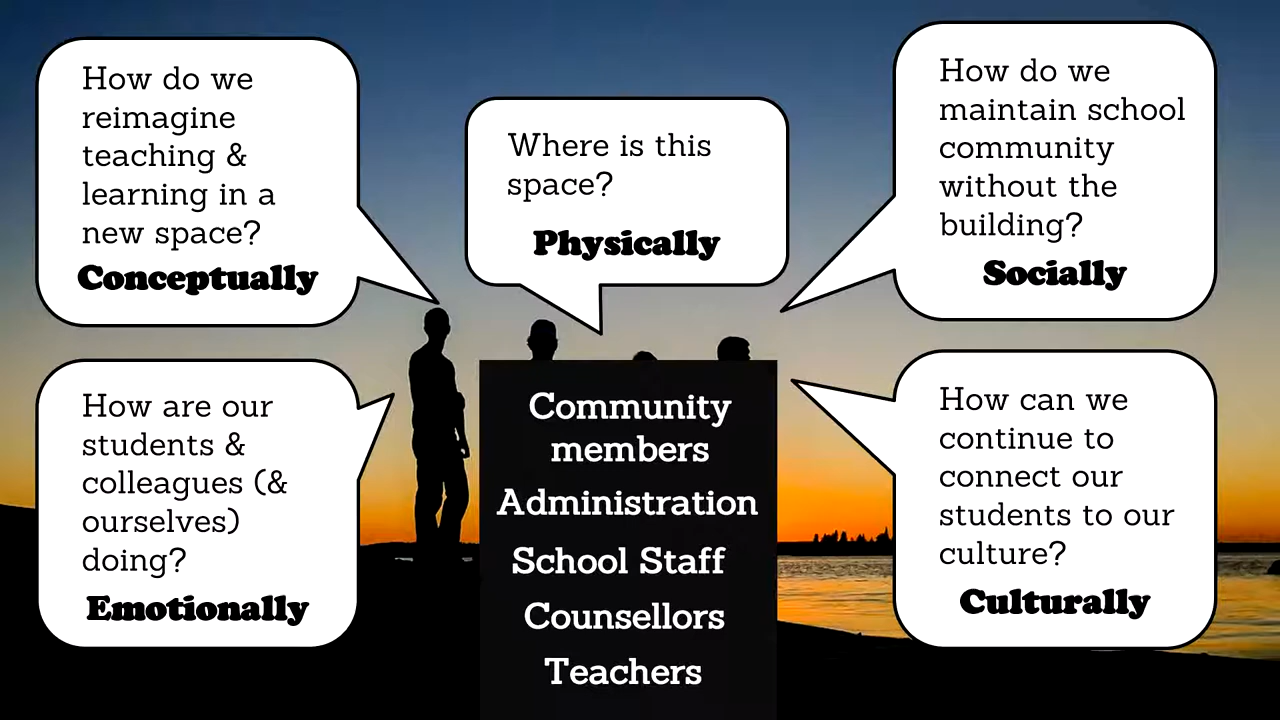 How do we
reimagine
teaching &
learning in a
new space?
Conceptually
Where is this
space?
Physically
How do we
maintain school
community
without the
building?
Socially
How are our
students &
colleagues (&
ourselves)
doing?
Emotionally
Community
members
Administration
School Staff
Counsellors
Teachers
How can we
continue to
connect our
students to our
culture?
Culturally